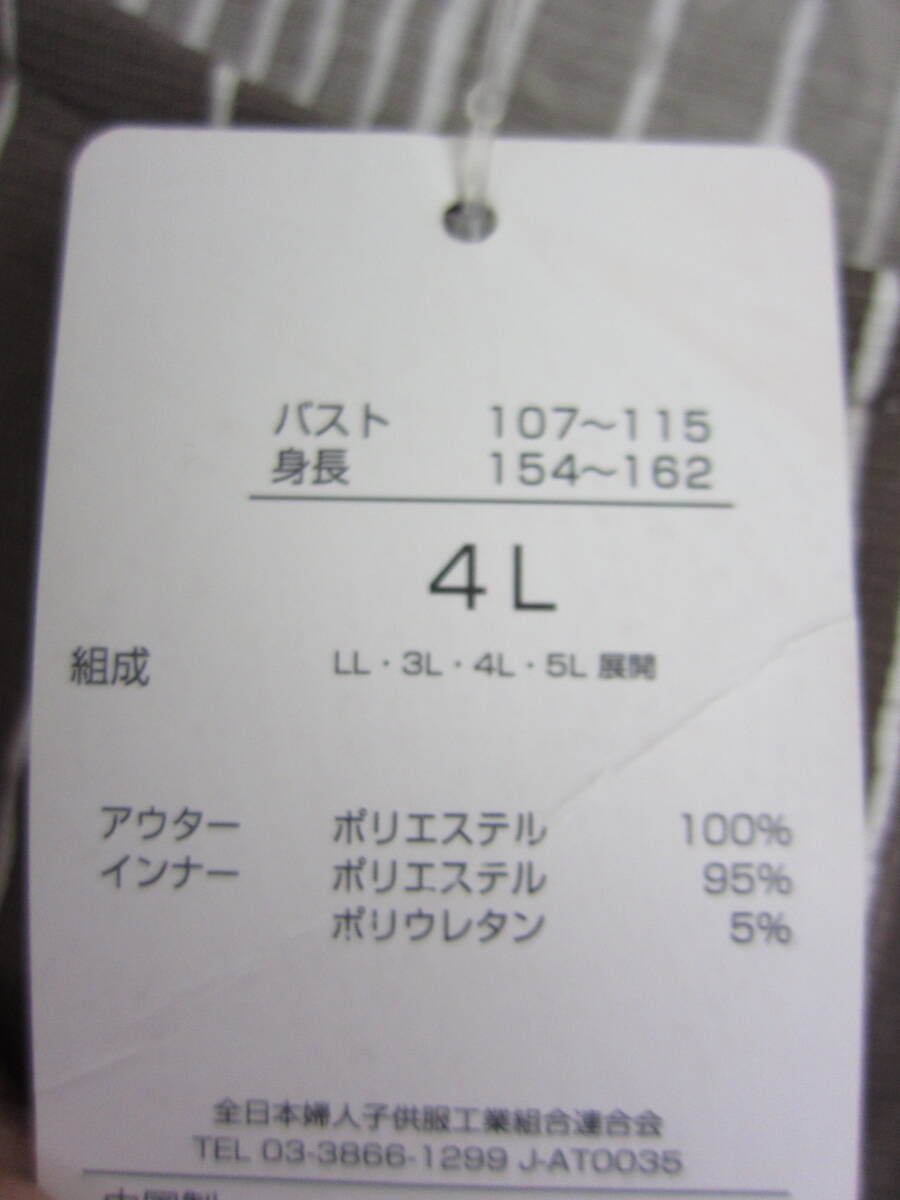 バスト 107～115
身長 154～162
4L
組成 LL・3L・4L・5L 展開
アウター ポリエステル 100%
インナー ポリエステル 95%
ポリウレタン 5%
全日本婦人子供服工業組合連合会
TEL 03-3866-1299 J-AT0035
中国製